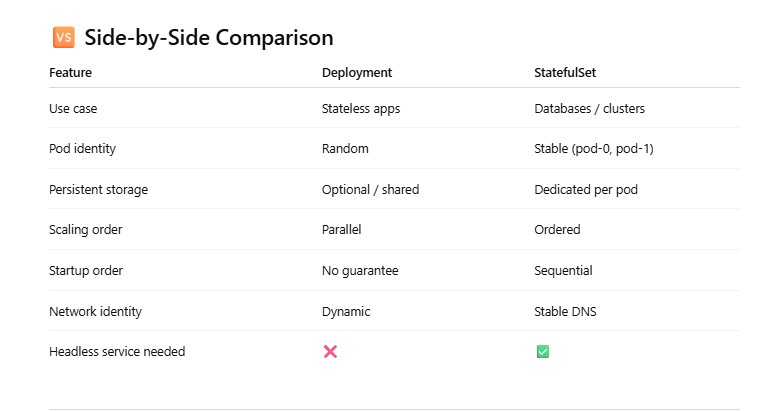 🆚 Side-by-Side Comparison
Feature Deployment StatefulSet
Use case Stateless apps Databases / clusters
Pod identity Random Stable (pod-0, pod-1)
Persistent storage Optional / shared Dedicated per pod
Scaling order Parallel Ordered
Startup order No guarantee Sequential
Network identity Dynamic Stable DNS
Headless service needed ❌ ✅